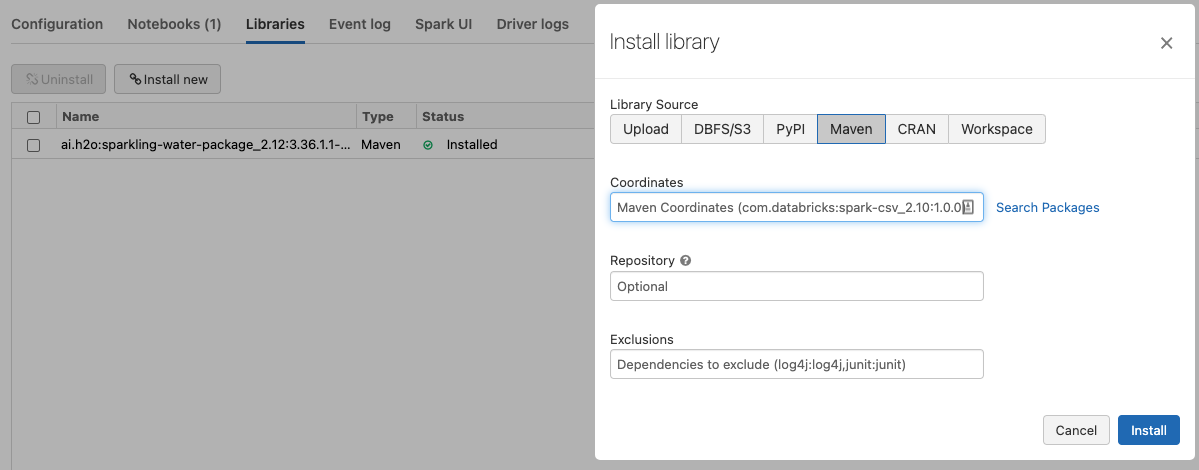 Configuration Notebooks (1) Libraries Event log Spark UI Driver logs
Uninstall Install new
Name Type Status
ai.h2o:sparkling-water-package_2.12:3.36.1.1-... Maven Installed
Install library
Library Source
Upload DBFS/S3 PyPI Maven CRAN Workspace
Coordinates
Maven Coordinates (com.databricks:spark-csv_2.10:1.0.0 Search Packages
Repository ?
Optional
Exclusions
Dependencies to exclude (log4j:log4j,junit:junit)
Cancel Install